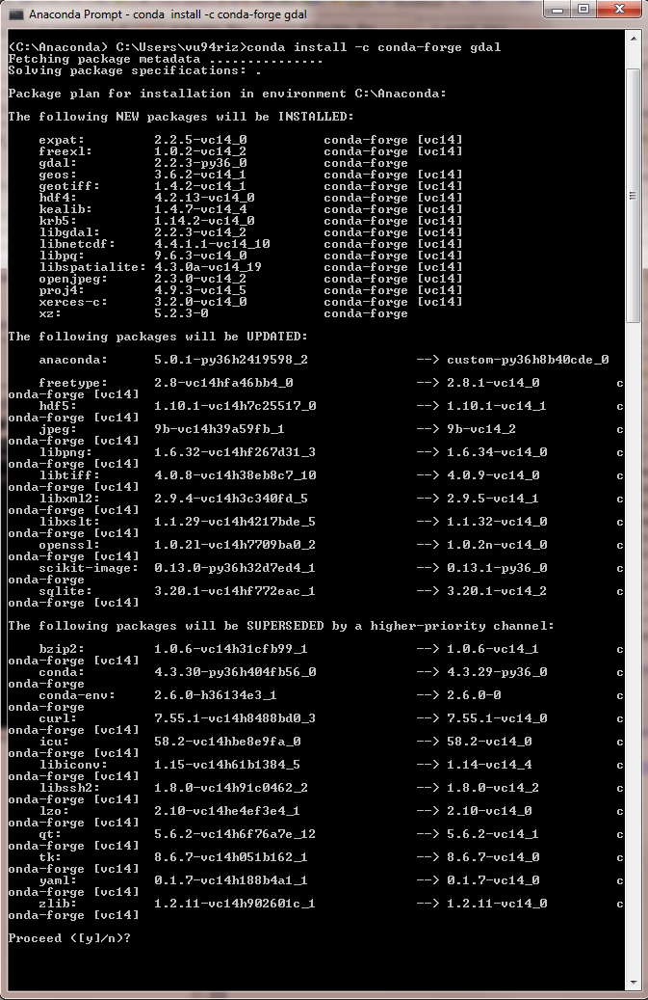 Anaconda Prompt - conda  install -c conda-forge gdal
(C:\Anaconda) C:\Users\vu94riz>conda install -c conda-forge gdal
Fetching package metadata ...............
Solving package specifications: .
Package plan for installation in environment C:\Anaconda:
The following NEW packages will be INSTALLED:
    expat:         2.2.5-vc14_0          conda-forge [vc14]
    freexl:        1.0.2-vc14_2          conda-forge [vc14]
    gdal:          2.2.3-py36_0          conda-forge
    geos:          3.6.2-vc14_1          conda-forge [vc14]
    geotiff:       1.4.2-vc14_1          conda-forge [vc14]
    hdf4:          4.2.13-vc14_0         conda-forge [vc14]
    kealib:        1.4.7-vc14_4          conda-forge [vc14]
    krb5:          1.14.2-vc14_0         conda-forge [vc14]
    libgdal:       2.2.3-vc14_2          conda-forge [vc14]
    libnetcdf:     4.4.1.1-vc14_10       conda-forge [vc14]
    libpq:         9.6.3-vc14_0          conda-forge [vc14]
    libspatialite: 4.3.0a-vc14_19        conda-forge [vc14]
    openjpeg:      2.3.0-vc14_2          conda-forge [vc14]
    proj4:         4.9.3-vc14_5          conda-forge [vc14]
    xerces-c:      3.2.0-vc14_0          conda-forge [vc14]
    xz:            5.2.3-0               conda-forge
The following packages will be UPDATED:
    anaconda:      5.0.1-py36h2419598_2              --> custom-py36h8b40cde_0
    freetype:      2.8-vc14hfa46bb4_0                --> 2.8.1-vc14_0          c
onda-forge [vc14]
    hdf5:          1.10.1-vc14h7c25517_0             --> 1.10.1-vc14_1         c
onda-forge [vc14]
    jpeg:          9b-vc14h39a59fb_1                 --> 9b-vc14_2             c
onda-forge [vc14]
    libpng:        1.6.32-vc14hf267d31_3             --> 1.6.34-vc14_0         c
onda-forge [vc14]
    libtiff:       4.0.8-vc14h38eb8c7_10             --> 4.0.9-vc14_0          c
onda-forge [vc14]
    libxml2:       2.9.4-vc14h3c340fd_5              --> 2.9.5-vc14_1          c
onda-forge [vc14]
    libxslt:       1.1.29-vc14h4217bde_5             --> 1.1.32-vc14_0         c
onda-forge [vc14]
    openssl:       1.0.2l-vc14h7709ba0_2             --> 1.0.2n-vc14_0         c
onda-forge [vc14]
    scikit-image:  0.13.0-py36h32d7ed4_1             --> 0.13.1-py36_0         c
onda-forge
    sqlite:        3.20.1-vc14hf772eac_1             --> 3.20.1-vc14_2         c
onda-forge [vc14]
The following packages will be SUPERSEDED by a higher-priority channel:
    bzip2:         1.0.6-vc14h31cfb99_1              --> 1.0.6-vc14_1          c
onda-forge [vc14]
    conda:         4.3.30-py36h404fb56_0             --> 4.3.29-py36_0         c
onda-forge
    conda-env:     2.6.0-h36134e3_1                  --> 2.6.0-0               c
onda-forge
    curl:          7.55.1-vc14h8488bd0_3             --> 7.55.1-vc14_0         c
onda-forge [vc14]
    icu:           58.2-vc14hbe8e9fa_0               --> 58.2-vc14_0           c
onda-forge [vc14]
    libiconv:      1.15-vc14h61b1384_5               --> 1.14-vc14_4           c
onda-forge [vc14]
    libssh2:       1.8.0-vc14h91c0462_2              --> 1.8.0-vc14_2          c
onda-forge [vc14]
    lzo:           2.10-vc14he4ef3e4_1               --> 2.10-vc14_0           c
onda-forge [vc14]
    qt:            5.6.2-vc14h6f76a7e_12             --> 5.6.2-vc14_1          c
onda-forge [vc14]
    tk:            8.6.7-vc14h051b162_1              --> 8.6.7-vc14_0          c
onda-forge [vc14]
    yaml:          0.1.7-vc14h188b4a1_1              --> 0.1.7-vc14_0          c
onda-forge [vc14]
    zlib:          1.2.11-vc14h902601c_1             --> 1.2.11-vc14_0         c
onda-forge [vc14]
Proceed ([y]/n)?